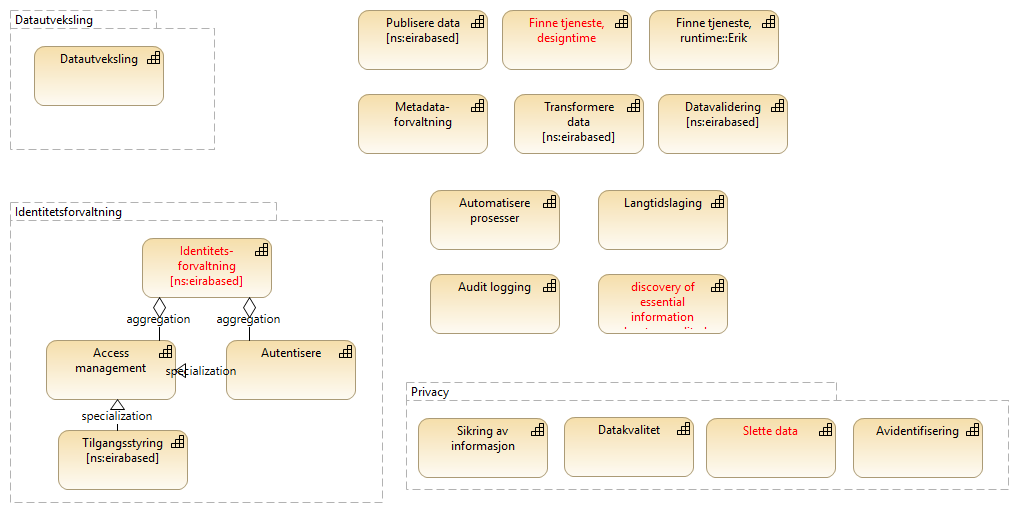 Datautveksling
Datautveksling
Publisere data
[ns:eirabased]
Finne tjeneste,
designtime
Finne tjeneste,
runtime::Erik
Metadata-
forvaltning
Transformere
data
[ns:eirabased]
Datavalidering
[ns:eirabased]
Automatisere
prosesser
Langtidslaging
Audit logging
discovery of
essential
information
Identitetsforvaltning
Identitets-
forvaltning
[ns:eirabased]
aggregation
aggregation
Access
management
specialization
Autentisere
specialization
Tilgangsstyring
[ns:eirabased]
Privacy
Sikring av
informasjon
Datakvalitet
Slette data
Avidentifisering